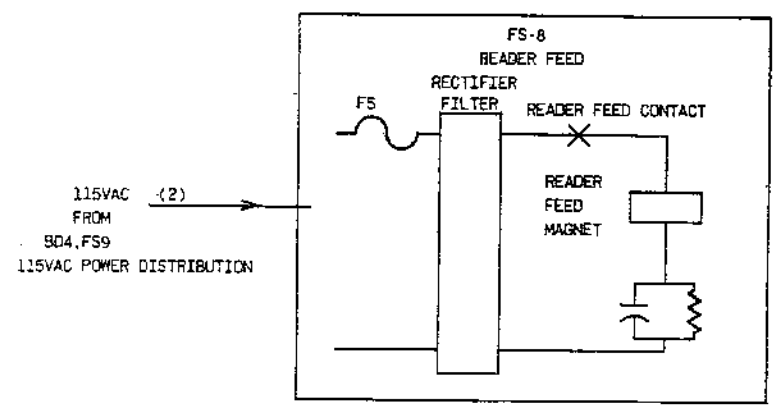 FS-8
READER FEED
RECTIFIER
FILTER
F5
READER FEED CONTACT
READER
FEED
MAGNET
115VAC (2)
FROM
BD4,FS9
115VAC POWER DISTRIBUTION